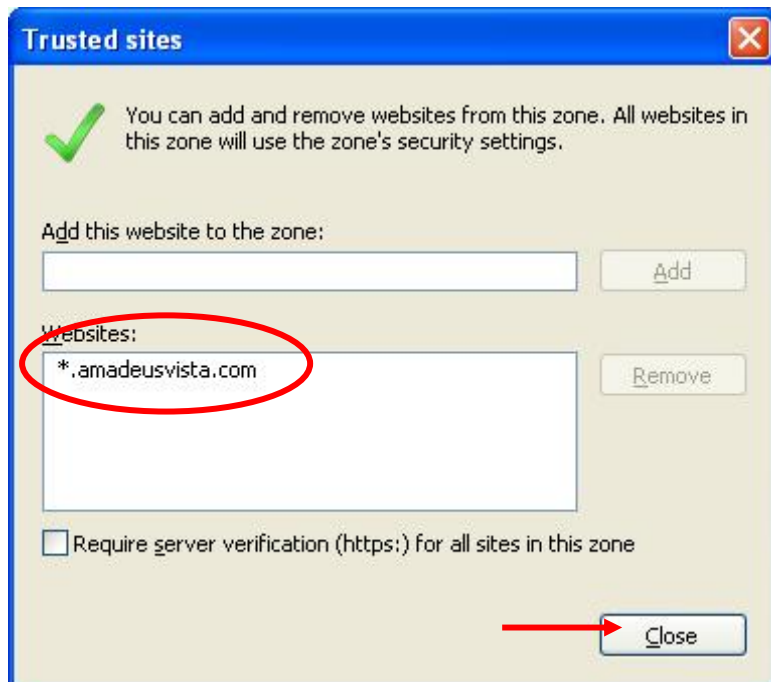 Trusted sites
You can add and remove websites from this zone. All websites in
this zone will use the zone's security settings.
Add this website to the zone:
Add
Websites:
*.amadeusvista.com
Remove
Require server verification (https:) for all sites in this zone
Close